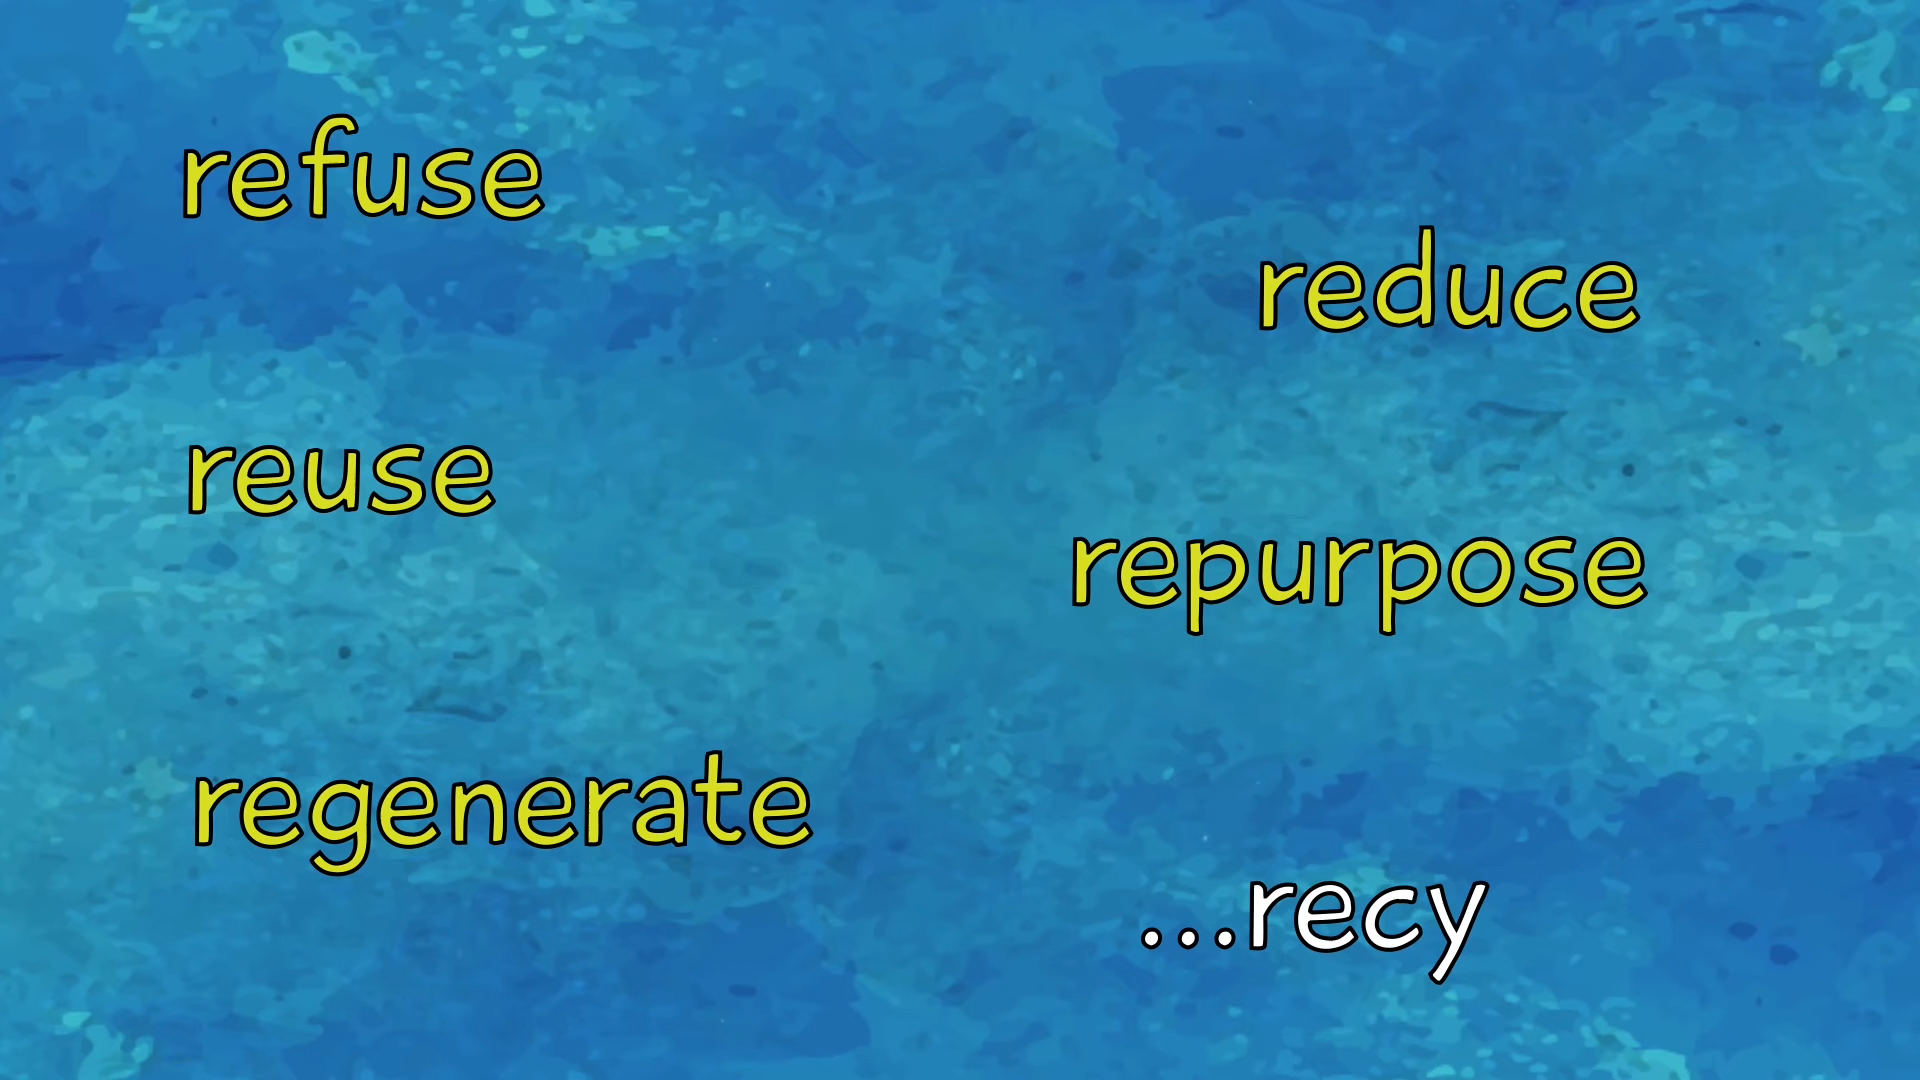 refuse
reduce
reuse
repurpose
regenerate
...recy